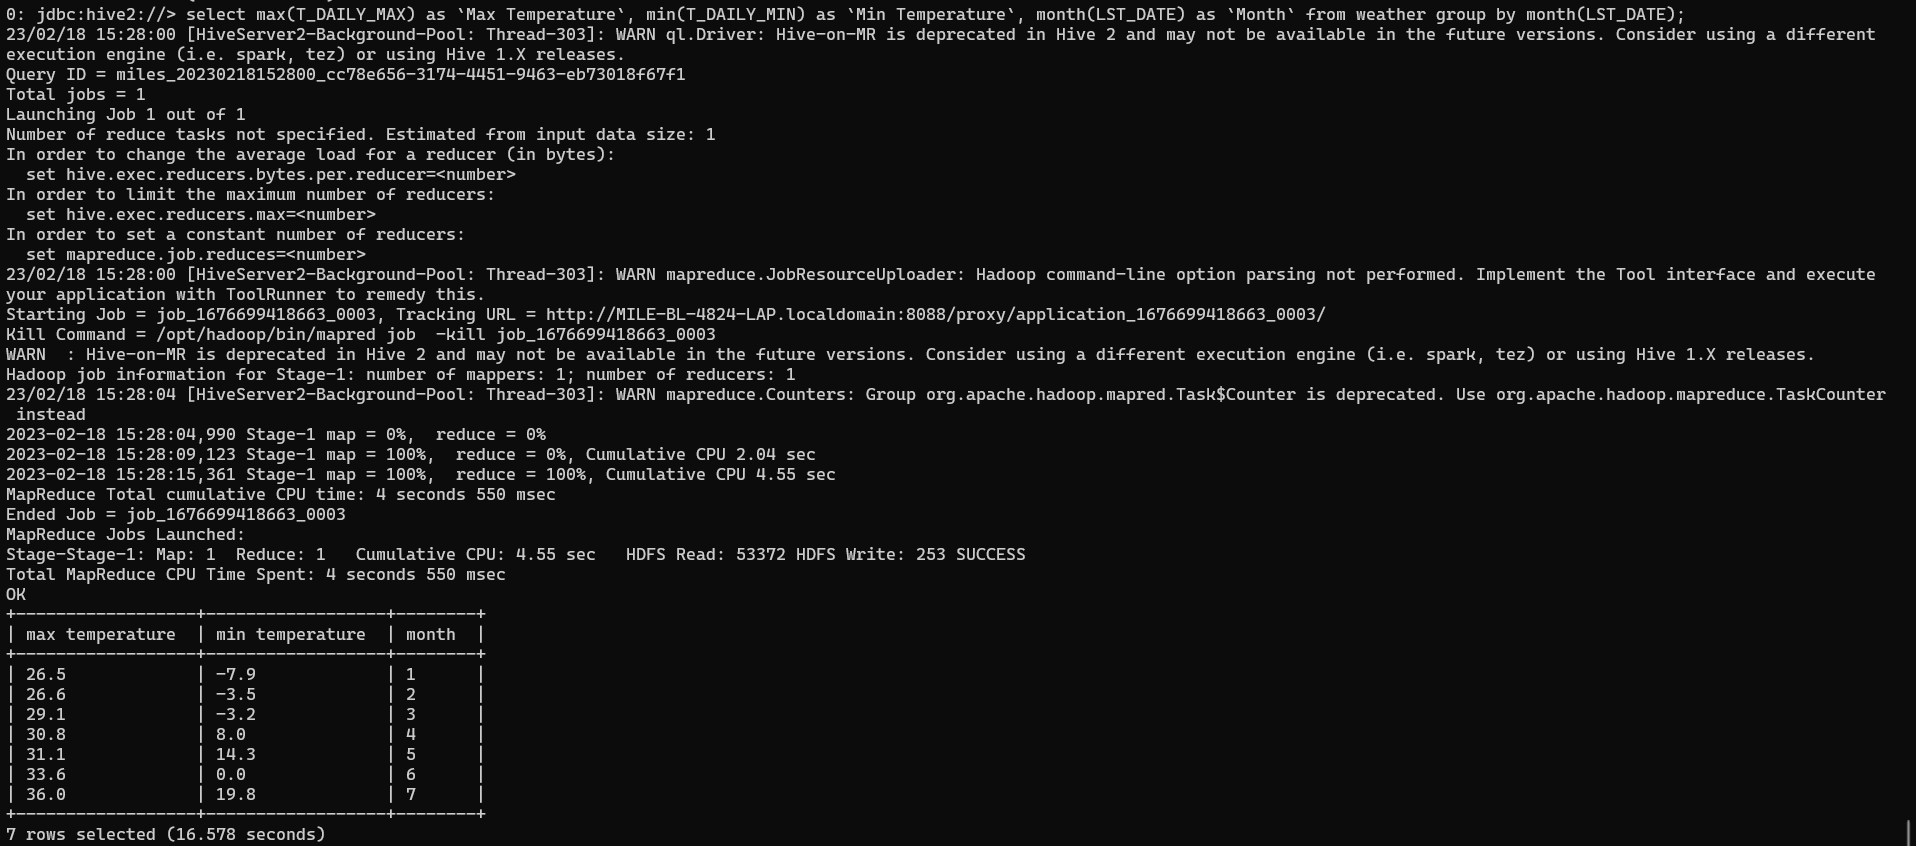 0: jdbc:hive2://> select max(T_DAILY_MAX) as `Max Temperature`, min(T_DAILY_MIN) as `Min Temperature`, month(LST_DATE) as `Month` from weather group by month(LST_DATE);
23/02/18 15:28:00 [HiveServer2-Background-Pool: Thread-303]: WARN ql.Driver: Hive-on-MR is deprecated in Hive 2 and may not be available in the future versions. Consider using a different
execution engine (i.e. spark, tez) or using Hive 1.X releases.
Query ID = miles_20230218152800_cc78e656-3174-4451-9463-eb73018f67f1
Total jobs = 1
Launching Job 1 out of 1
Number of reduce tasks not specified. Estimated from input data size: 1
In order to change the average load for a reducer (in bytes):
  set hive.exec.reducers.bytes.per.reducer=<number>
In order to limit the maximum number of reducers:
  set hive.exec.reducers.max=<number>
In order to set a constant number of reducers:
  set mapreduce.job.reduces=<number>
23/02/18 15:28:00 [HiveServer2-Background-Pool: Thread-303]: WARN mapreduce.JobResourceUploader: Hadoop command-line option parsing not performed. Implement the Tool interface and execute
your application with ToolRunner to remedy this.
Starting Job = job_1676699418663_0003, Tracking URL = http://MILE-BL-4824-LAP.localdomain:8088/proxy/application_1676699418663_0003/
Kill Command = /opt/hadoop/bin/mapred job  -kill job_1676699418663_0003
WARN  : Hive-on-MR is deprecated in Hive 2 and may not be available in the future versions. Consider using a different execution engine (i.e. spark, tez) or using Hive 1.X releases.
Hadoop job information for Stage-1: number of mappers: 1; number of reducers: 1
23/02/18 15:28:04 [HiveServer2-Background-Pool: Thread-303]: WARN mapreduce.Counters: Group org.apache.hadoop.mapred.Task$Counter is deprecated. Use org.apache.hadoop.mapreduce.TaskCounter
 instead
2023-02-18 15:28:04,990 Stage-1 map = 0%,  reduce = 0%
2023-02-18 15:28:09,123 Stage-1 map = 100%,  reduce = 0%, Cumulative CPU 2.04 sec
2023-02-18 15:28:15,361 Stage-1 map = 100%,  reduce = 100%, Cumulative CPU 4.55 sec
MapReduce Total cumulative CPU time: 4 seconds 550 msec
Ended Job = job_1676699418663_0003
MapReduce Jobs Launched:
Stage-Stage-1: Map: 1  Reduce: 1   Cumulative CPU: 4.55 sec   HDFS Read: 53372 HDFS Write: 253 SUCCESS
Total MapReduce CPU Time Spent: 4 seconds 550 msec
OK
+------------------+------------------+--------+
| max temperature  | min temperature  | month  |
+------------------+------------------+--------+
| 26.5             | -7.9             | 1      |
| 26.6             | -3.5             | 2      |
| 29.1             | -3.2             | 3      |
| 30.8             | 8.0              | 4      |
| 31.1             | 14.3             | 5      |
| 33.6             | 0.0              | 6      |
| 36.0             | 19.8             | 7      |
+------------------+------------------+--------+
7 rows selected (16.578 seconds)